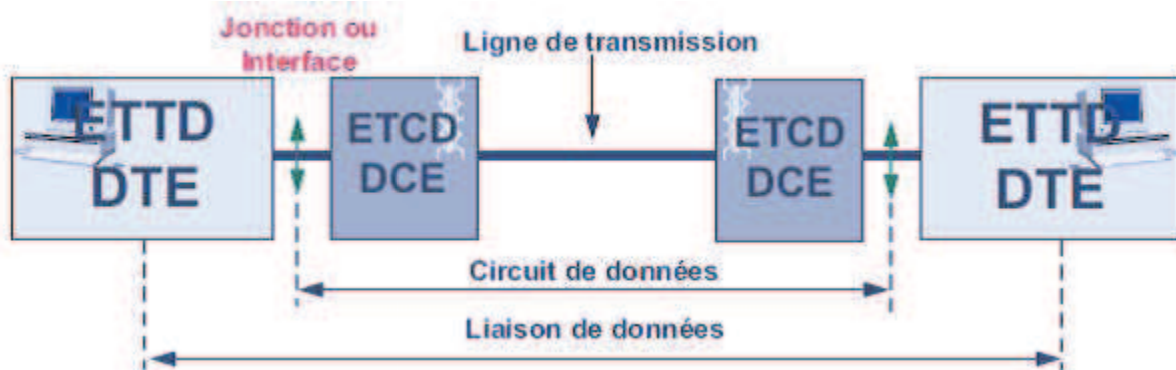 Jonction ou
Interface
Ligne de transmission
ETTD
DTE
ETCD
DCE
ETCD
DCE
ETTD
DTE
Circuit de données
Liaison de données